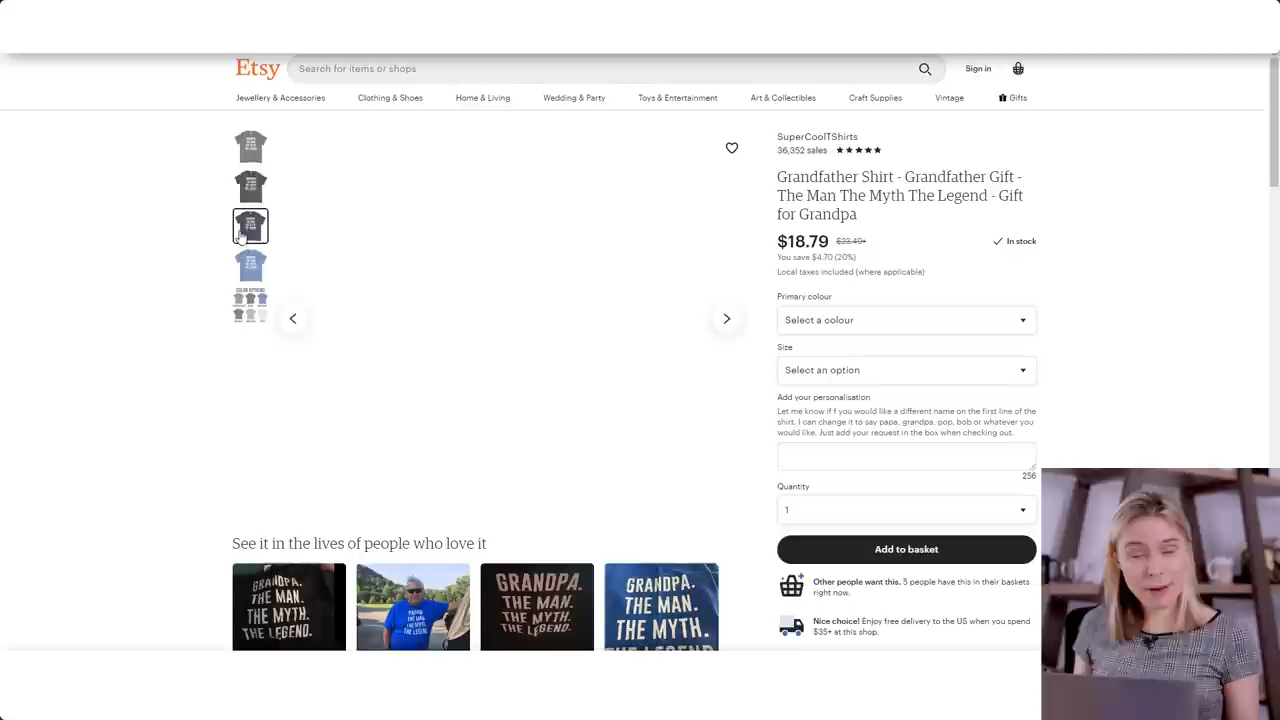 Etsy
Search for items or shops
Sign in
Jewellery & Accessories
Clothing & Shoes
Home & Living
Wedding & Party
Toys & Entertainment
Art & Collectibles
Craft Supplies
Vintage
Gifts
SuperCoolTShirts
36,352 sales
Grandfather Shirt - Grandfather Gift -
The Man The Myth The Legend - Gift
for Grandpa
$18.79 $23.49+
In stock
You save $4.70 (20%)
Local taxes included (where applicable)
Primary colour
Select a colour
Size
Select an option
Add your personalisation
Let me know if f you would like a different name on the first line of the
shirt. I can change it to say papa, grandpa, pop, bob or whatever you
would like. Just add your request in the box when checking out.
256
Quantity
1
Add to basket
Other people want this. 5 people have this in their baskets
right now.
Nice choice! Enjoy free delivery to the US when you spend
$35+ at this shop.
COLOR OPTIONS
See it in the lives of people who love it
GRANDPA.
THE MAN.
THE MYTH.
THE LEGEND.
THE MAN.
THE MYTH.
THE LEGEND
GRANDPA.
THE MAN.
THE MYTH.
THE LEGEND.
GRANDPA.
THE MAN.
THE MYTH.
THE LEGEND